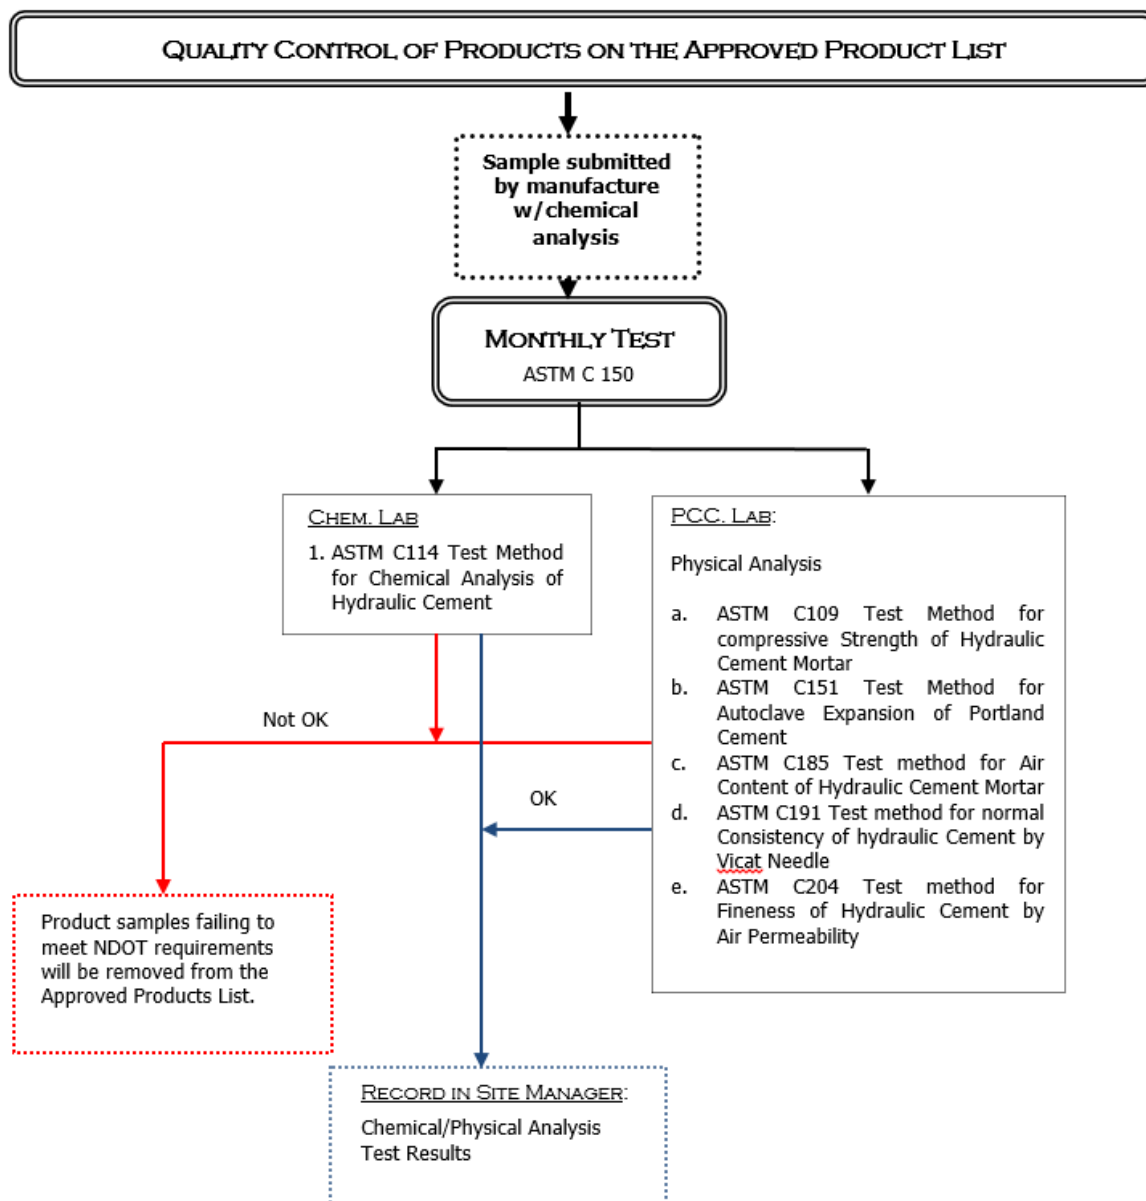 QUALITY CONTROL OF PRODUCTS ON THE APPROVED PRODUCT LIST
Sample submitted
by manufacture
w/chemical
analysis
MONTHLY TEST
ASTM C 150
CHEM. LAB
1. ASTM C114 Test Method
for Chemical Analysis of
Hydraulic Cement
PCC. LAB:
Physical Analysis
a. ASTM C109 Test Method for
compressive Strength of Hydraulic
Cement Mortar
b. ASTM C151 Test Method for
Autoclave Expansion of Portland
Cement
c. ASTM C185 Test method for Air
Content of Hydraulic Cement Mortar
d. ASTM C191 Test method for normal
Consistency of hydraulic Cement by
Vicat Needle
e. ASTM C204 Test method for
Fineness of Hydraulic Cement by
Air Permeability
Not OK
OK
Product samples failing to
meet NDOT requirements
will be removed from the
Approved Products List.
RECORD IN SITE MANAGER:
Chemical/Physical Analysis
Test Results